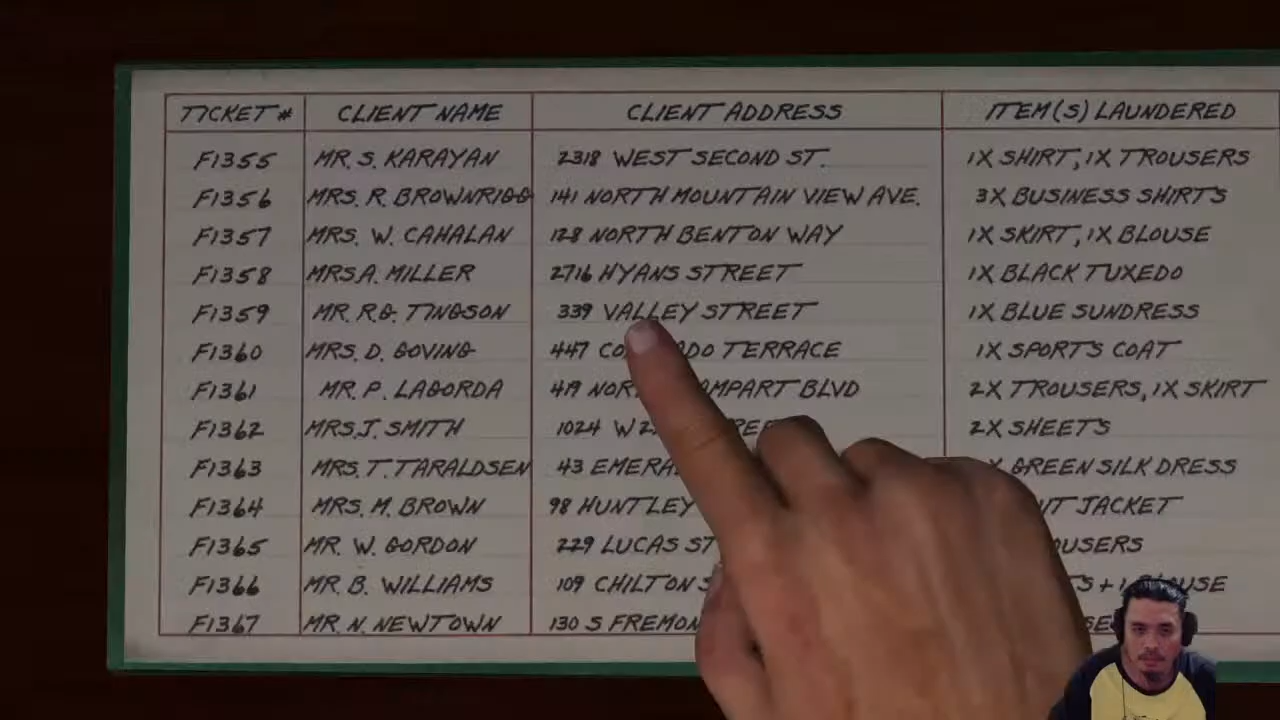 TICKET # CLIENT NAME CLIENT ADDRESS ITEM(S) LAUNDERED
F1355 MR. S. KARAYAN 2318 WEST SECOND ST. 1X SHIRT, 1X TROUSERS
F1356 MRS. R. BROWNRIGG 141 NORTH MOUNTAIN VIEW AVE. 3X BUSINESS SHIRTS
F1357 MRS. W. CAHALAN 128 NORTH BENTON WAY 1X SKIRT, 1X BLOUSE
F1358 MRS A. MILLER 2716 HYANS STREET 1X BLACK TUXEDO
F1359 MR. R.G. TINGSON 339 VALLEY STREET 1X BLUE SUNDRESS
F1360 MRS. D. GOVING 447 TERRACE 1X SPORTS COAT
F1361 MR. P. LAGORDA 419 BLVD 2X TROUSERS, 1X SKIRT
F1362 MRS J. SMITH 1024 W 2X SHEETS
F1363 MRS. T. TARALDSEN 43 GREEN SILK DRESS
F1364 MRS. M. BROWN 98 HUNTLEY JACKET
F1365 MR. W. GORDON 229 LUCAS
F1366 MR. B. WILLIAMS 109 CHILTON
F1367 MR. N. NEWTOWN 130 S